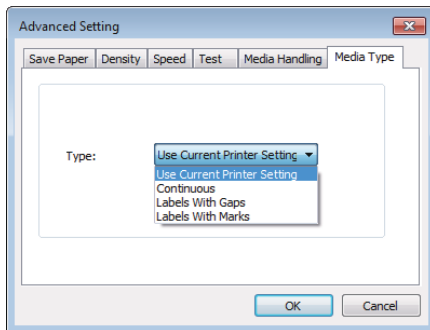 Advanced Setting
Save Paper Density Speed Test Media Handling Media Type
Type: Use Current Printer Setting
Use Current Printer Setting
Continuous
Labels With Gaps
Labels With Marks
OK Cancel